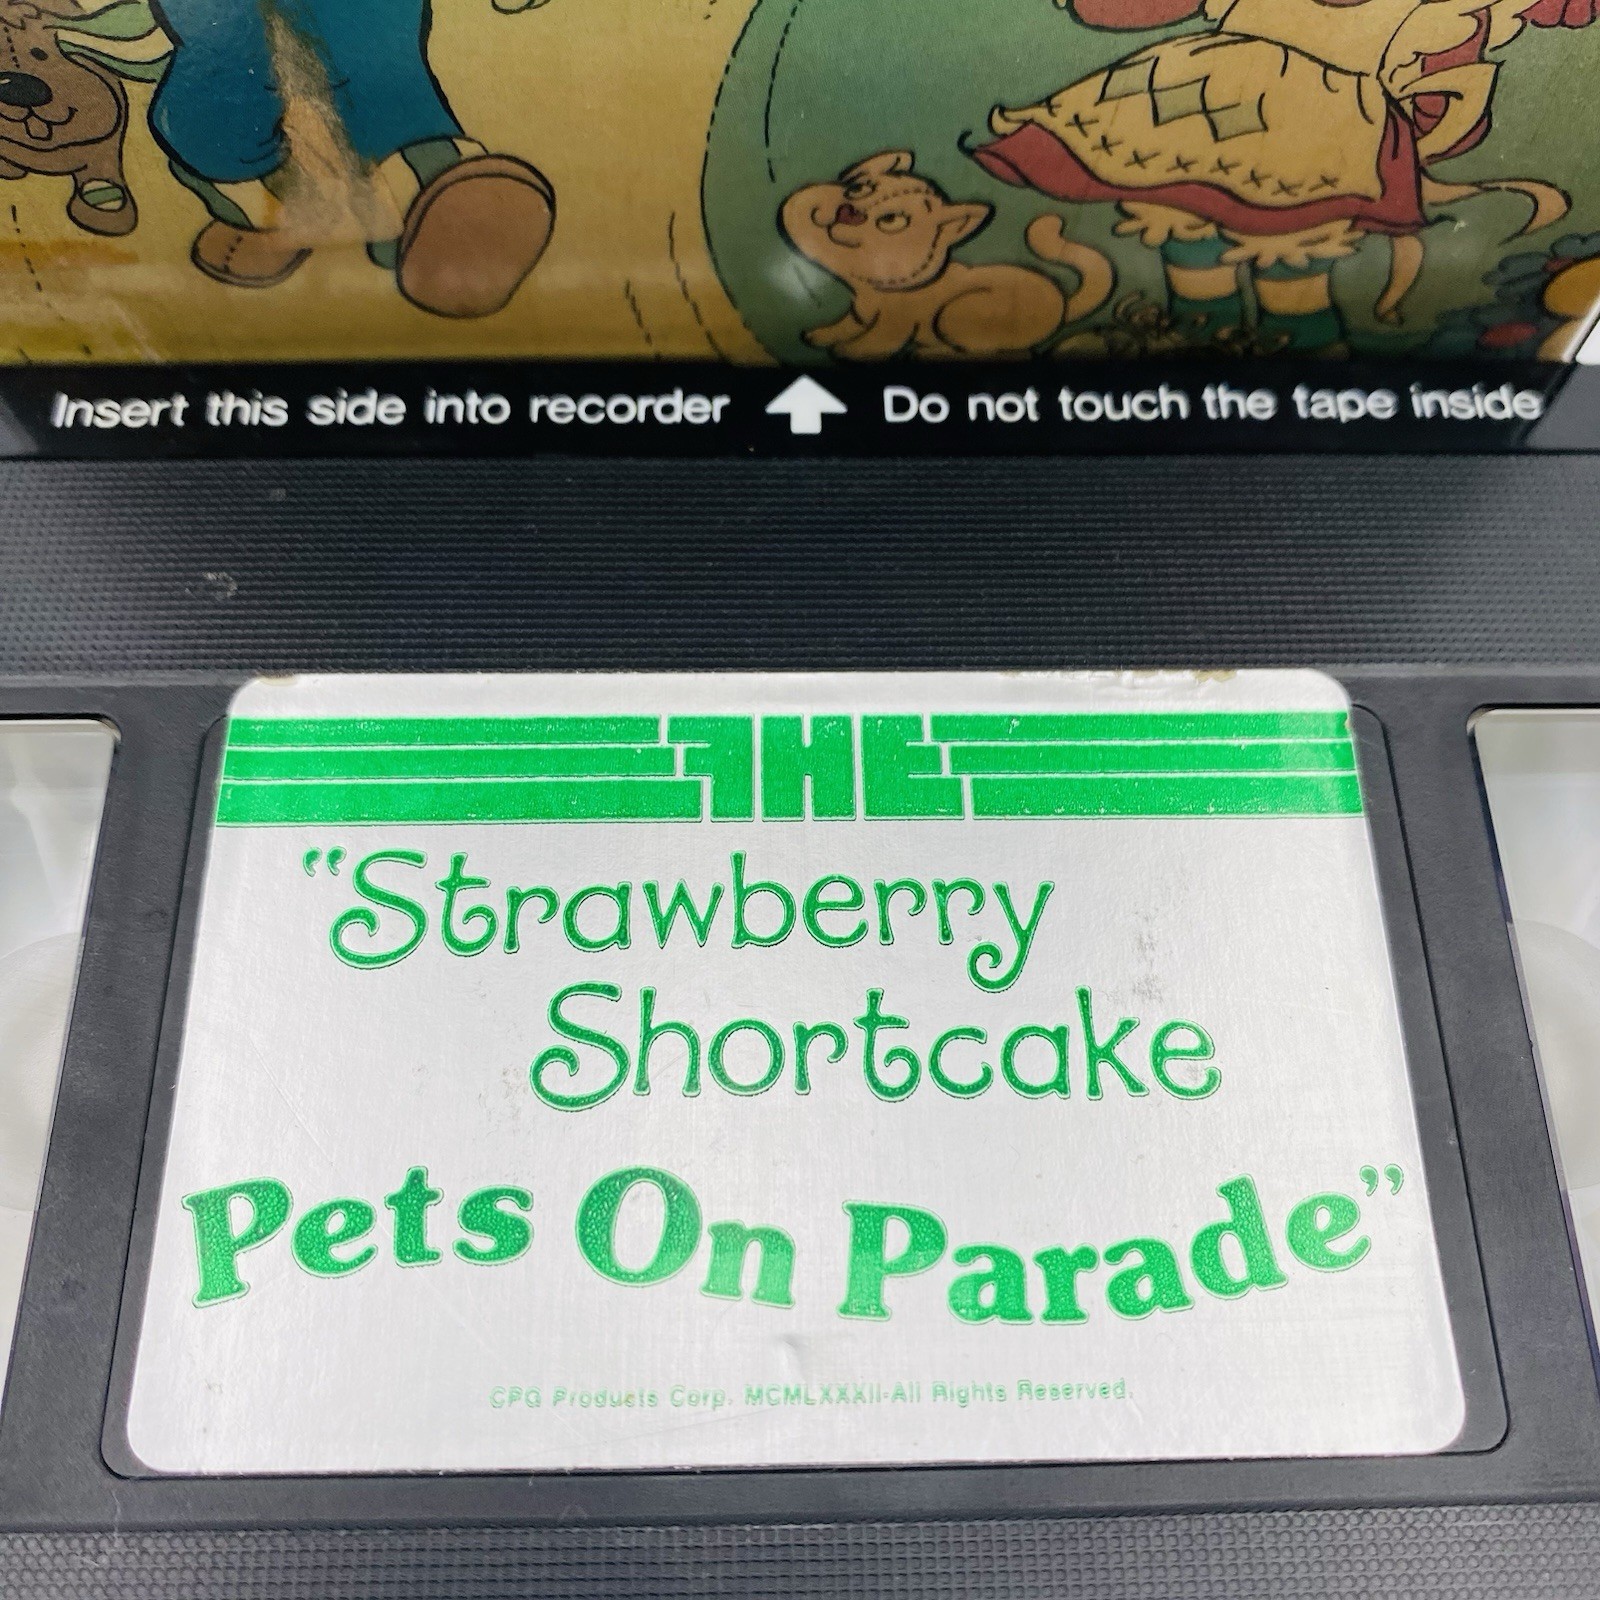 Insert this side into recorder Do not touch the tape inside
THE
“Strawberry
Shortcake
Pets On Parade”
CPG Products Corp. MCMLXXXII-All Rights Reserved.